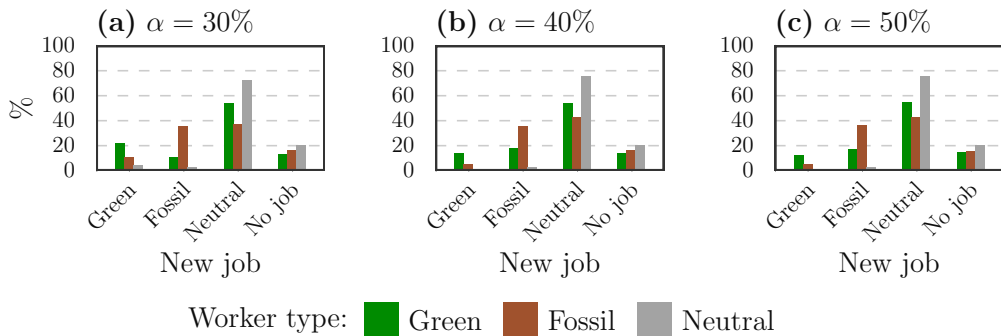 (a) α = 30%
(b) α = 40%
(c) α = 50%
%
100
80
60
40
20
0
Green
Fossil
Neutral
No job
New job
100
80
60
40
20
0
Green
Fossil
Neutral
No job
New job
100
80
60
40
20
0
Green
Fossil
Neutral
No job
New job
Worker type: Green Fossil Neutral